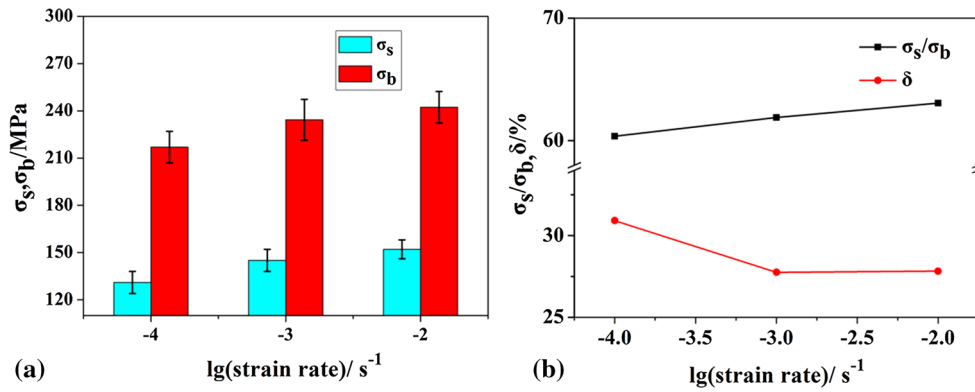 300
270
240
210
180
150
120
σs,σb/MPa
σs
σb
-4
-3
-2
lg(strain rate)/ s-1
(a)
70
60
30
25
σs/σb,δ/%
σs/σb
δ
-4.0
-3.5
-3.0
-2.5
-2.0
lg(strain rate)/ s-1
(b)